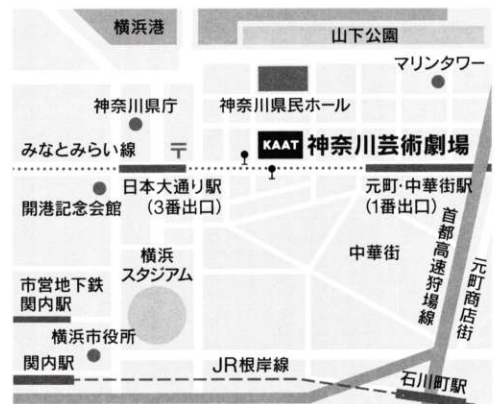 横浜港
山下公園
マリンタワー
神奈川県庁
神奈川県民ホール
みなとみらい線
〒
KAAT 神奈川芸術劇場
開港記念会館
日本大通り駅
(3番出口)
元町・中華街駅
(1番出口)
横浜
スタジアム
中華街
首都高速狩場線
元町商店街
市営地下鉄
関内駅
横浜市役所
関内駅
JR根岸線
石川町駅